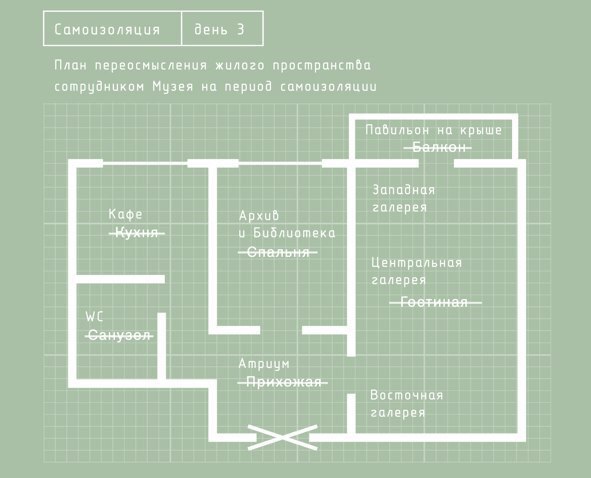 Самоизоляция день 3
План переосмысления жилого пространства
сотрудником Музея на период самоизоляции
Павильон на крыше
Балкон
Западная
галерея
Кафе
Кухня
Архив
и Библиотека
Спальня
Центральная
галерея
Гостиная
WC
Санузел
Атриум
Прихожая
Восточная
галерея